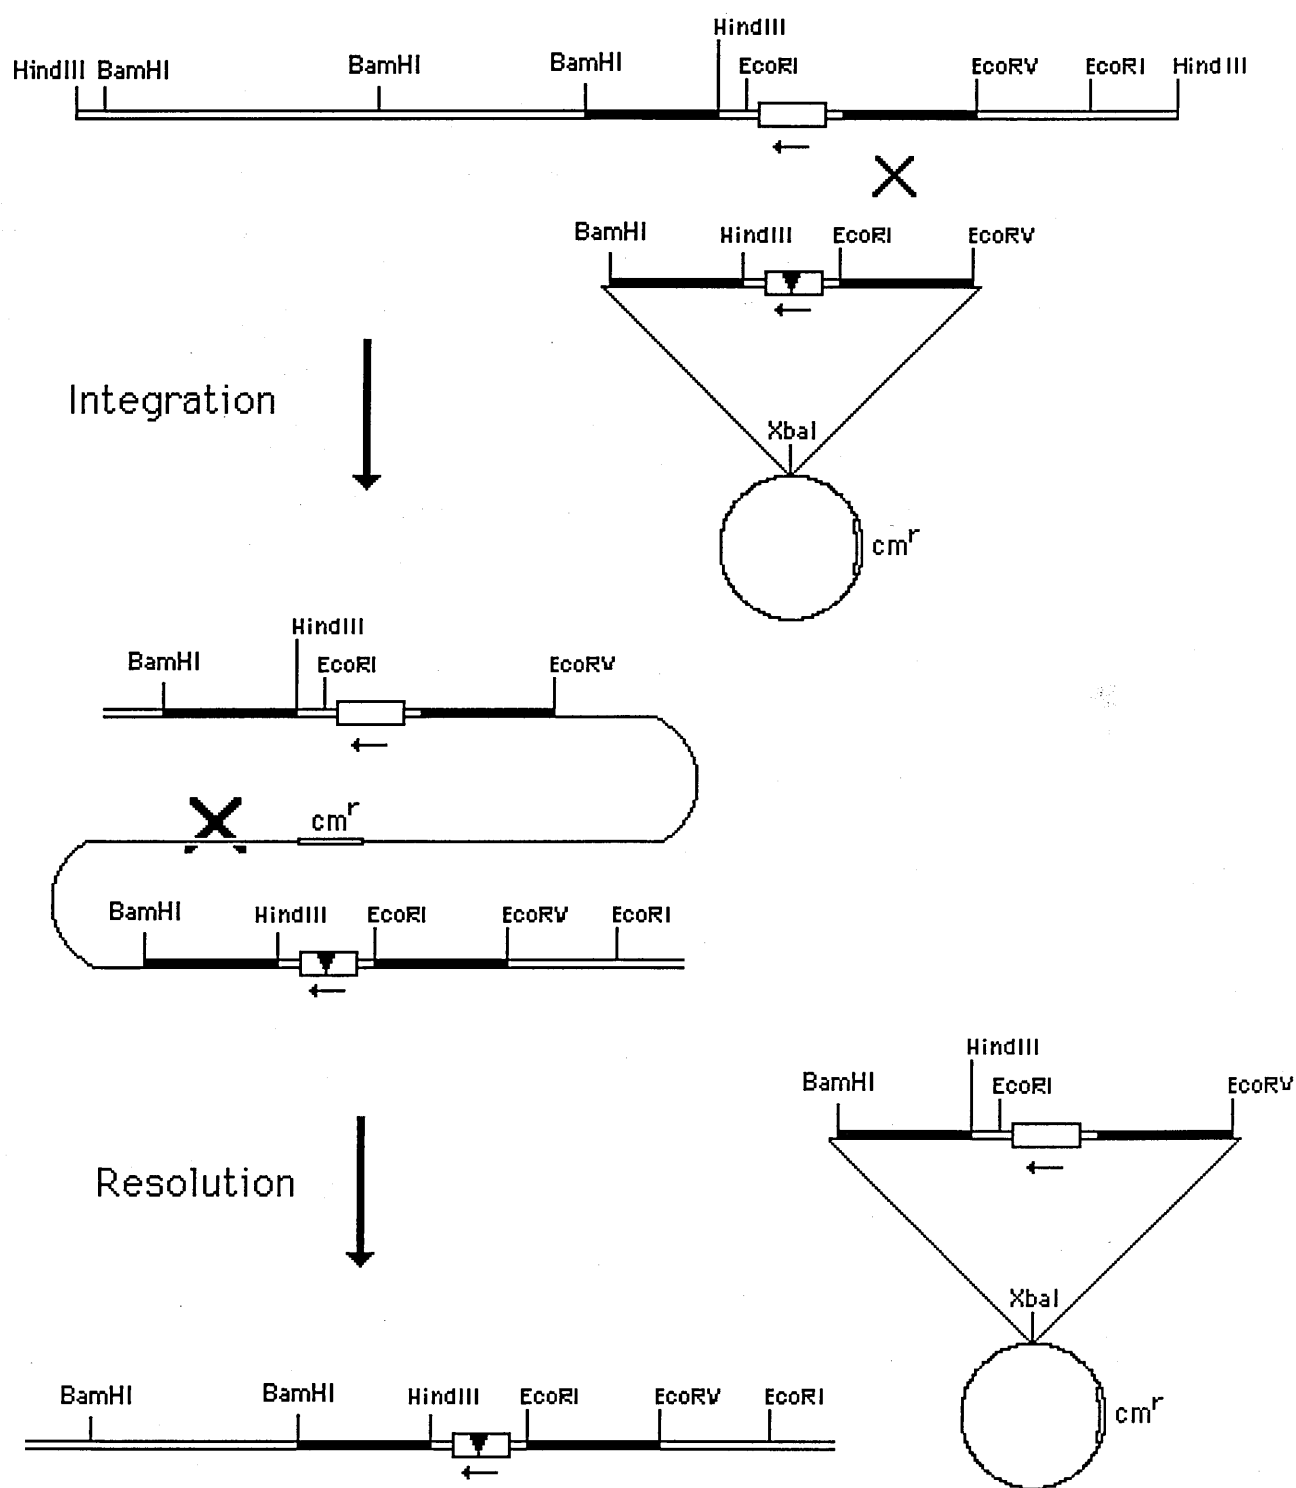 HindIII
HindIII BamHI BamHI BamHI EcoRI EcoRV EcoRI HindIII
BamHI HindIII EcoRI EcoRV
Integration
XbaI
cmr
HindIII
BamHI EcoRI EcoRV
cmr
BamHI HindIII EcoRI EcoRV EcoRI
HindIII
BamHI EcoRI EcoRV
Resolution
XbaI
BamHI BamHI HindIII EcoRI EcoRV EcoRI
cmr